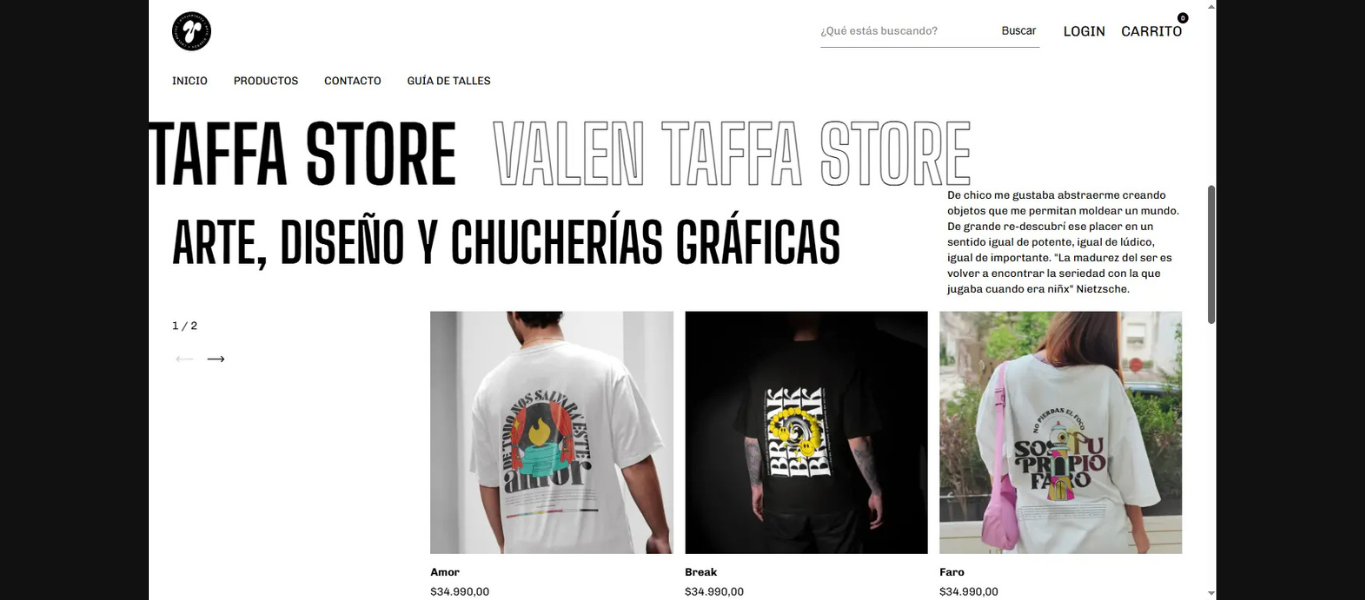 ¿Qué estás buscando?
Buscar
LOGIN
CARRITO
0
INICIO
PRODUCTOS
CONTACTO
GUÍA DE TALLES
TAFFA STORE
VALEN TAFFA STORE
ARTE, DISEÑO Y CHUCHERÍAS GRÁFICAS
De chico me gustaba abstraerme creando
objetos que me permitan moldear un mundo.
De grande re-descubrí ese placer en un
sentido igual de potente, igual de lúdico,
igual de importante. "La madurez del ser es
volver a encontrar la seriedad con la que
jugaba cuando era niñx" Nietzsche.
1 / 2
DE TODO NOS SALVARÁ ESTE
amor
BREAK
BREAK
NO PIERDAS EL FOCO
SOS TU
PROPIO
FARO
Amor
$34.990,00
Break
$34.990,00
Faro
$34.990,00